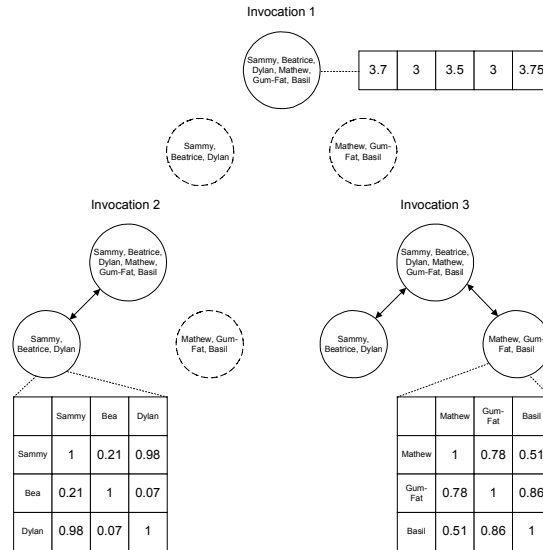 Invocation 1
Sammy, Beatrice,
Dylan, Mathew,
Gum-Fat, Basil
3.7 3 3.5 3 3.75
Sammy,
Beatrice, Dylan
Mathew, Gum-
Fat, Basil
Invocation 2
Sammy, Beatrice,
Dylan, Mathew,
Gum-Fat, Basil
Sammy,
Beatrice, Dylan
Mathew, Gum-
Fat, Basil
Sammy Bea Dylan
Sammy 1 0.21 0.98
Bea 0.21 1 0.07
Dylan 0.98 0.07 1
Invocation 3
Sammy, Beatrice,
Dylan, Mathew,
Gum-Fat, Basil
Sammy,
Beatrice, Dylan
Mathew, Gum-
Fat, Basil
Mathew Gum-
Fat Basil
Mathew 1 0.78 0.51
Gum-
Fat 0.78 1 0.86
Basil 0.51 0.86 1